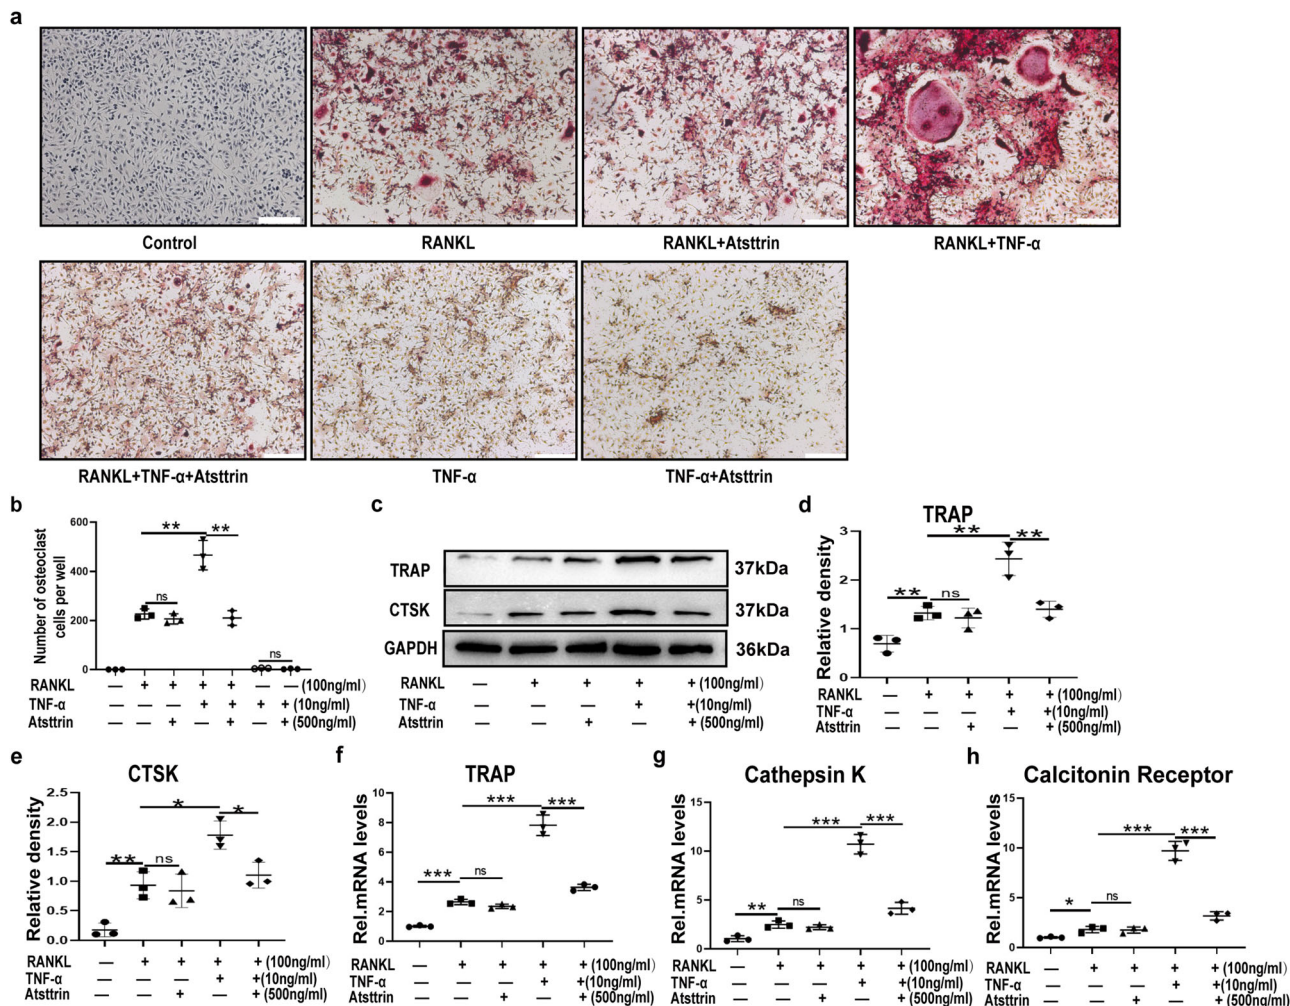 a
Control
RANKL
RANKL+Atsttrin
RANKL+TNF-α
RANKL+TNF-α+Atsttrin
TNF-α
TNF-α+Atsttrin
b
Number of osteoclast
cells per well
600
400
200
0
** **
ns
ns
RANKL — + + + + — — (100ng/ml)
TNF-α — — — + + + + (10ng/ml)
Atsttrin — — + — + — + (500ng/ml)
c
TRAP 37kDa
CTSK 37kDa
GAPDH 36kDa
RANKL — + + + + (100ng/ml)
TNF-α — — — + + (10ng/ml)
Atsttrin — — + — + (500ng/ml)
d
TRAP
Relative density
3
2
1
0
** **
** ns
RANKL — + + + + (100ng/ml)
TNF-α — — — + + (10ng/ml)
Atsttrin — — + — + (500ng/ml)
e
CTSK
Relative density
2.5
2.0
1.5
1.0
0.5
0.0
* *
** ns
RANKL — + + + + (100ng/ml)
TNF-α — — — + + (10ng/ml)
Atsttrin — — + — + (500ng/ml)
f
TRAP
Rel.mRNA levels
10
8
6
4
2
0
*** ***
*** ns
RANKL — + + + + (100ng/ml)
TNF-α — — — + + (10ng/ml)
Atsttrin — — + — + (500ng/ml)
g
Cathepsin K
Rel.mRNA levels
15
10
5
0
*** ***
** ns
RANKL — + + + + (100ng/ml)
TNF-α — — — + + (10ng/ml)
Atsttrin — — + — + (500ng/ml)
h
Calcitonin Receptor
Rel.mRNA levels
15
10
5
0
*** ***
* ns
RANKL — + + + + (100ng/ml)
TNF-α — — — + + (10ng/ml)
Atsttrin — — + — + (500ng/ml)